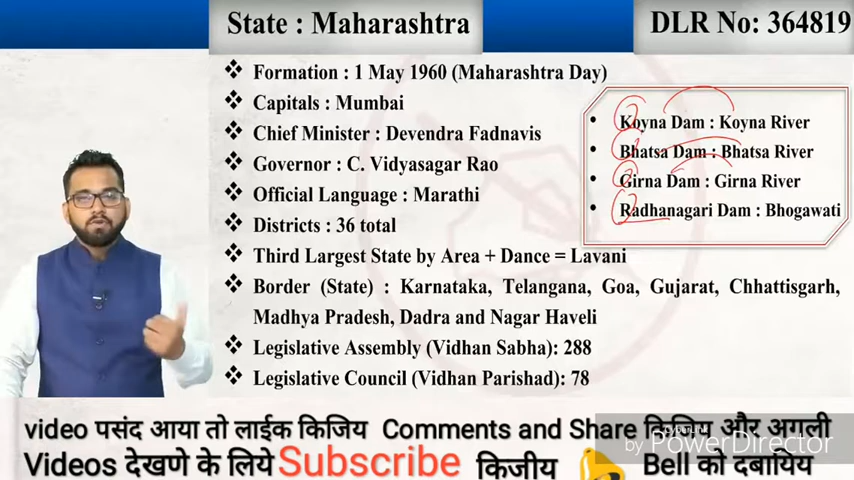 State : Maharashtra
DLR No: 364819
❖ Formation : 1 May 1960 (Maharashtra Day)
❖ Capitals : Mumbai
❖ Chief Minister : Devendra Fadnavis
❖ Governor : C. Vidyasagar Rao
❖ Official Language : Marathi
❖ Districts : 36 total
❖ Third Largest State by Area + Dance = Lavani
❖ Border (State) : Karnataka, Telangana, Goa, Gujarat, Chhattisgarh,
Madhya Pradesh, Dadra and Nagar Haveli
❖ Legislative Assembly (Vidhan Sabha): 288
❖ Legislative Council (Vidhan Parishad): 78
• Koyna Dam : Koyna River
• Bhatsa Dam : Bhatsa River
• Girna Dam : Girna River
• Radhanagari Dam : Bhogawati
video पसंद आया तो लाईक किजिय Comments and Share किजिए और अगली
Videos देखणे के लिये Subscribe किजीय Bell को दबायिय
by PowerDirector